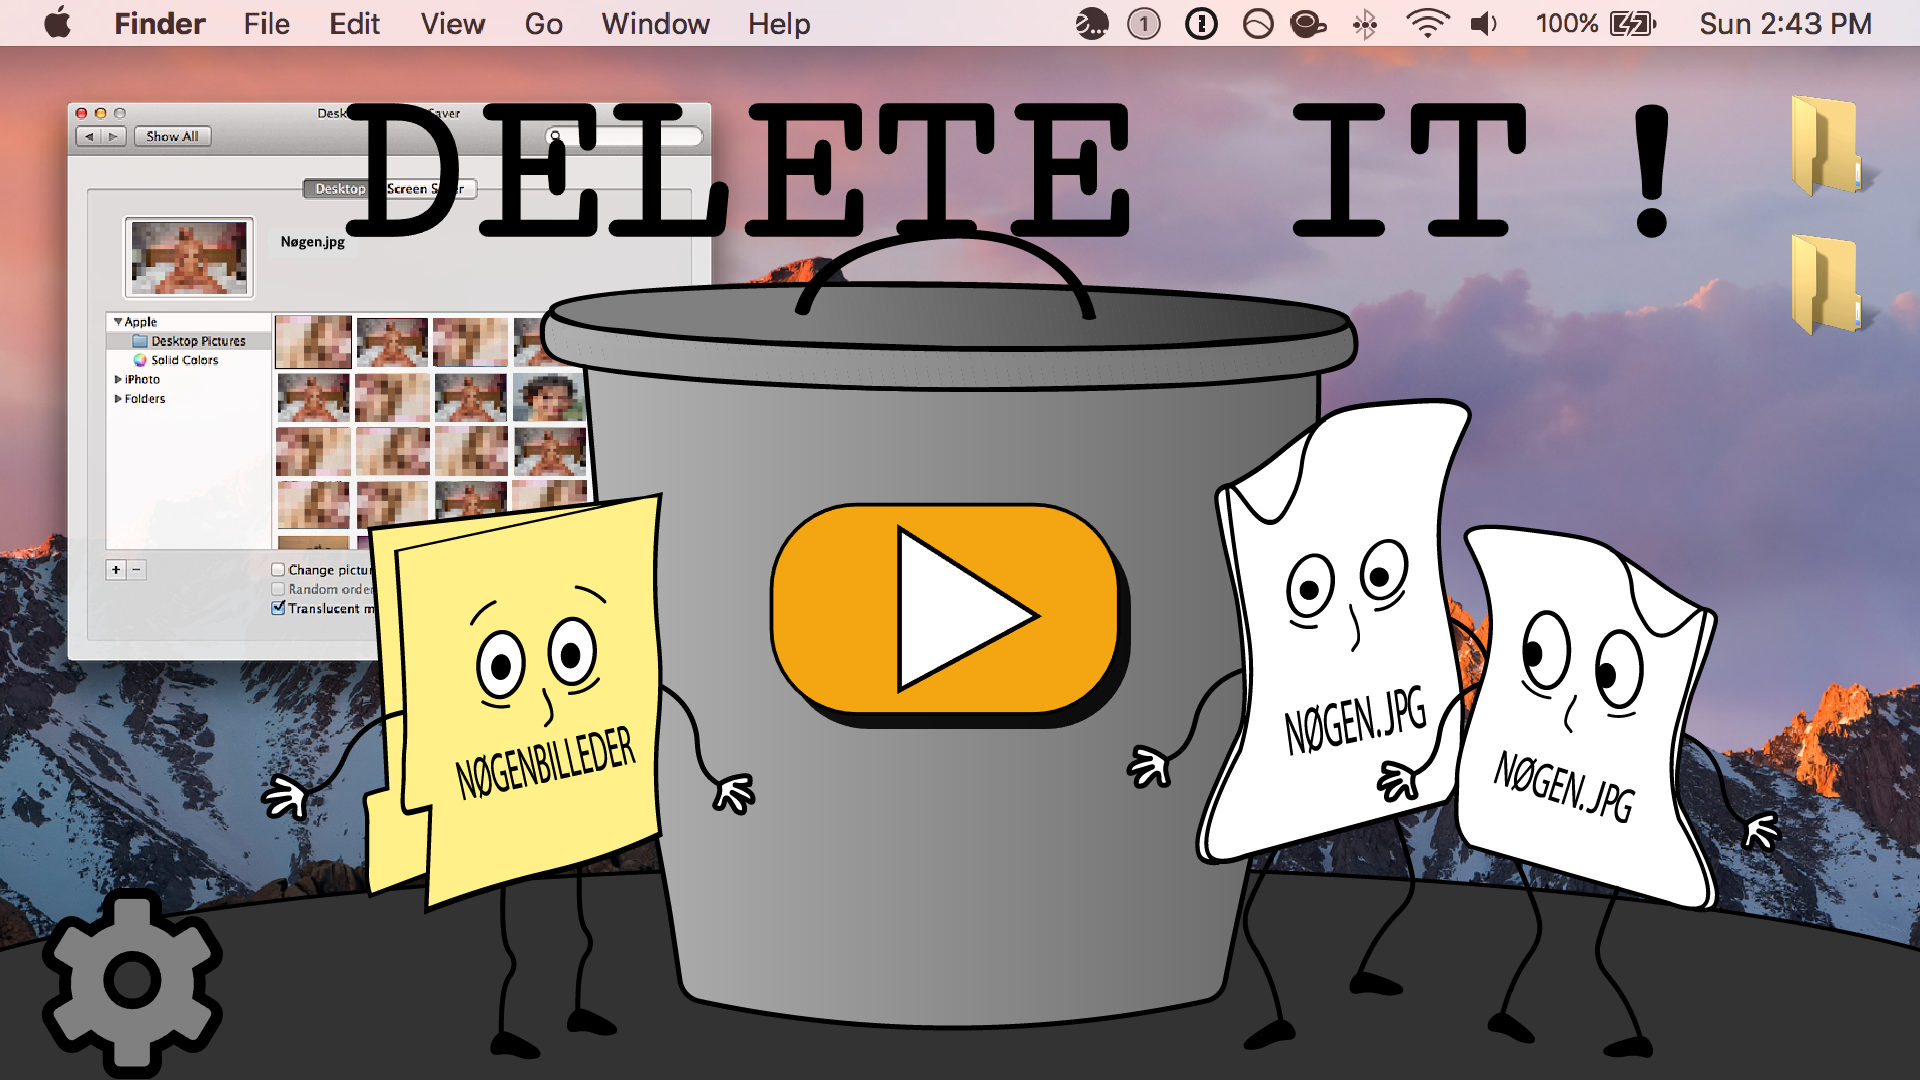 Finder File Edit View Go Window Help 1 100% Sun 2:43 PM
DELETE IT !
Show All
Desktop Screen
Nøgen.jpg
Apple
Desktop Pictures
Solid Colors
iPhoto
Folders
+ −
Change
Random order
Translucent
NØGENBILLEDER
NØGEN.JPG
NØGEN.JPG